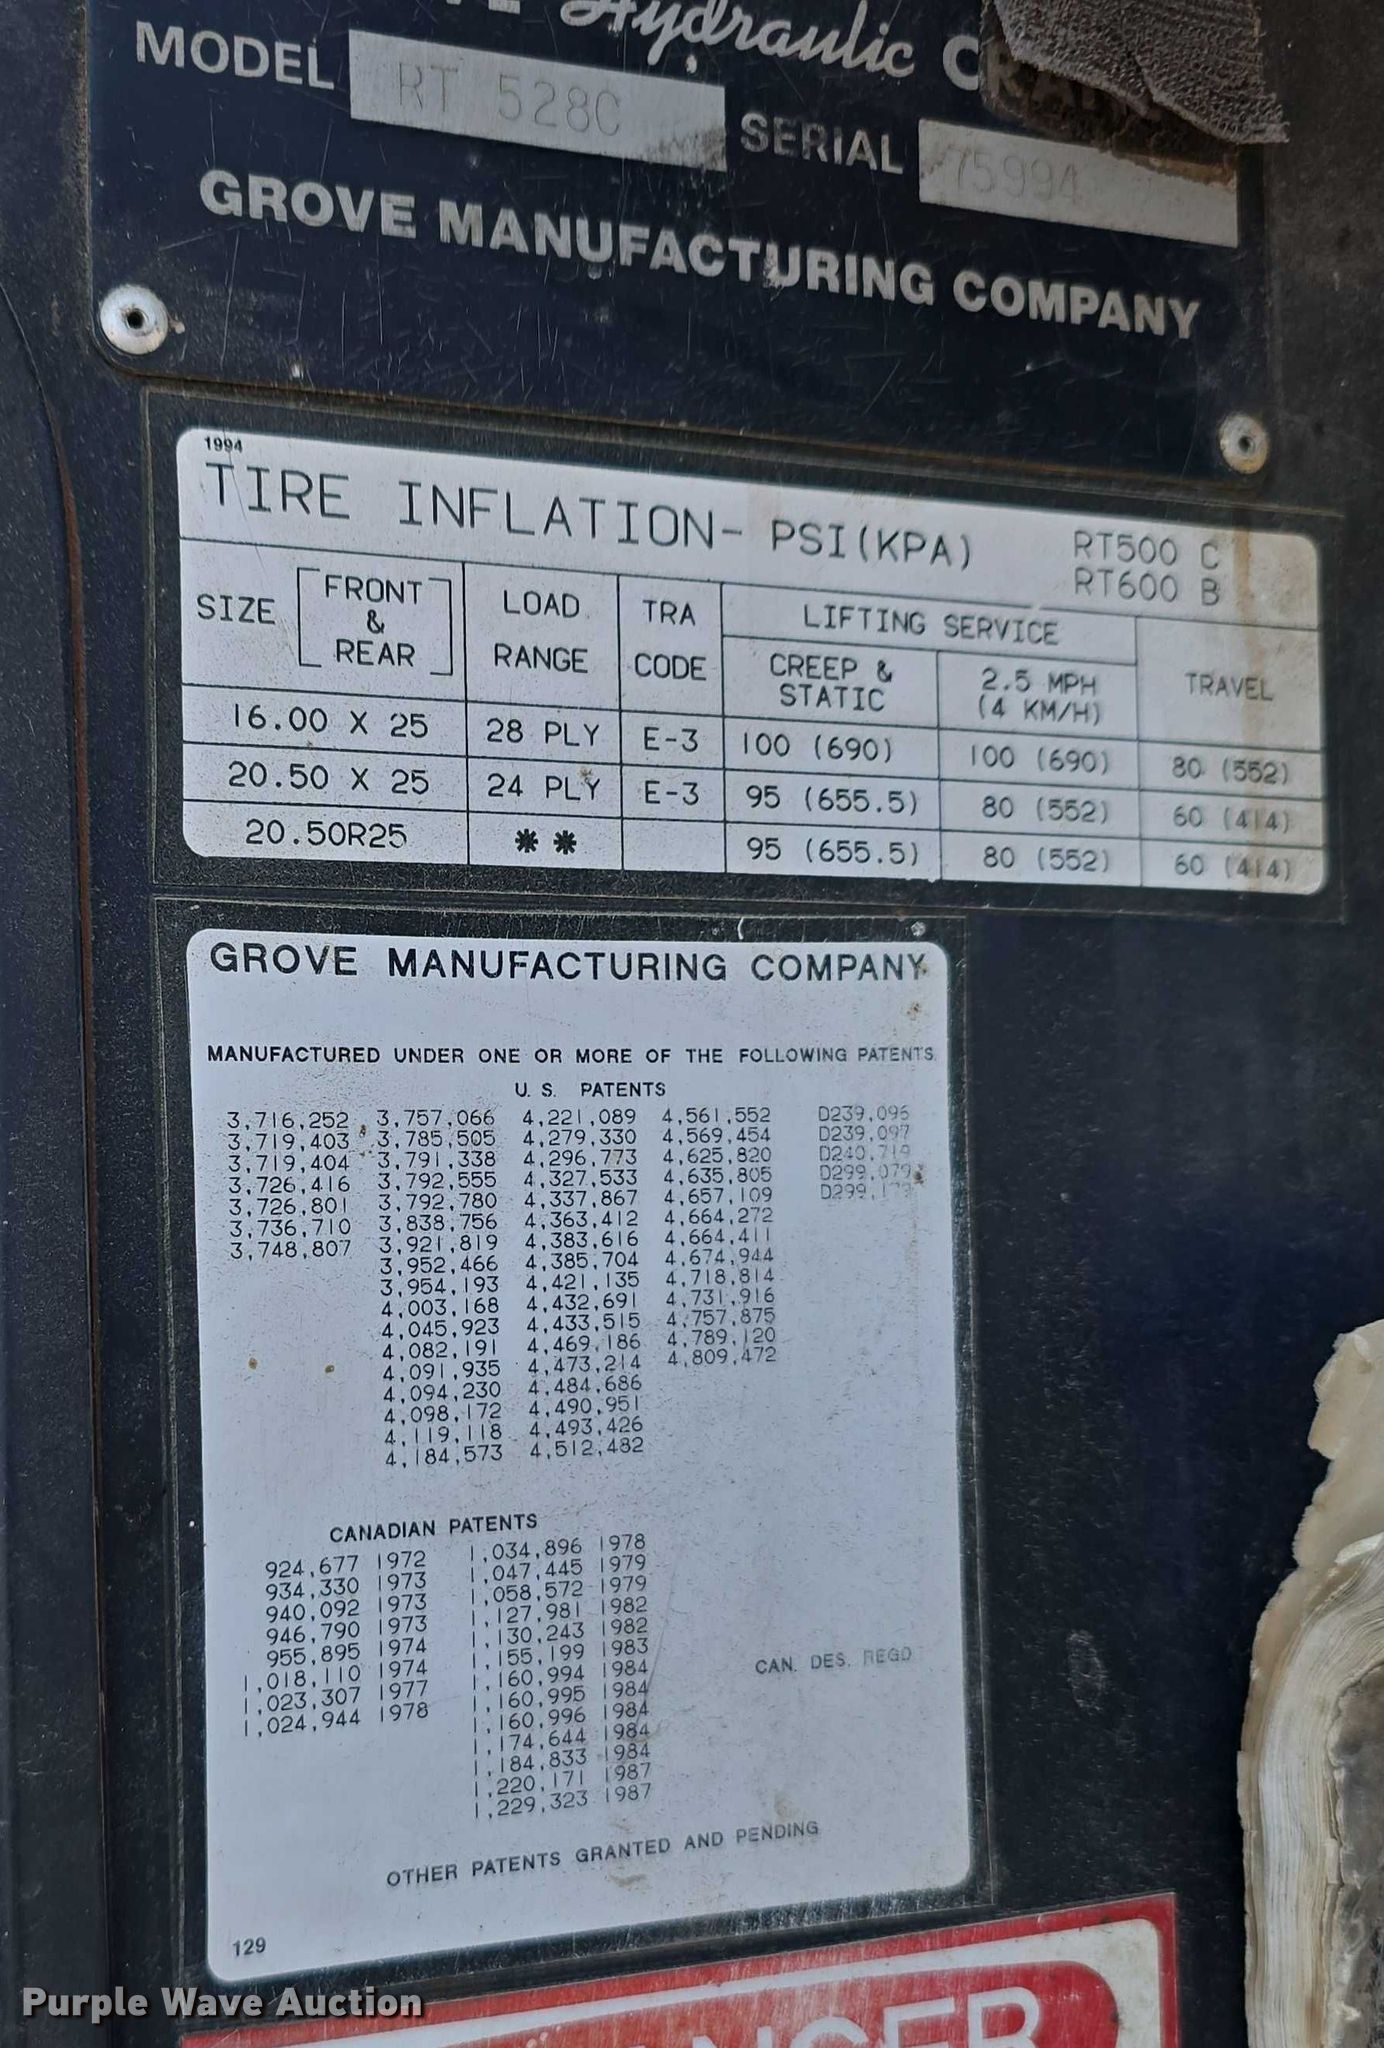 Hydraulic
MODEL RT 528C SERIAL 75994
GROVE MANUFACTURING COMPANY
1994
TIRE INFLATION- PSI(KPA) RT500 C
RT600 B
SIZE FRONT & REAR LOAD RANGE TRA CODE LIFTING SERVICE TRAVEL
CREEP & STATIC 2.5 MPH (4 KM/H)
16.00 X 25 28 PLY E-3 100 (690) 100 (690) 80 (552)
20.50 X 25 24 PLY E-3 95 (655.5) 80 (552) 60 (414)
20.50R25 ** 95 (655.5) 80 (552) 60 (414)
GROVE MANUFACTURING COMPANY
MANUFACTURED UNDER ONE OR MORE OF THE FOLLOWING PATENTS
U. S. PATENTS
3,716,252 3,757,066 4,221,089 4,561,552 D239,096
3,719,403 3,785,505 4,279,330 4,569,454 D239,097
3,719,404 3,791,338 4,296,773 4,625,820 D240,719
3,726,416 3,792,555 4,327,533 4,635,805 D299,079
3,726,801 3,792,780 4,337,867 4,657,109
3,736,710 3,838,756 4,363,412 4,664,272
3,748,807 3,921,819 4,383,616 4,664,411
3,952,466 4,385,704 4,674,944
3,954,193 4,421,135 4,718,814
4,003,168 4,432,691 4,731,916
4,045,923 4,433,515 4,757,875
4,082,191 4,469,186 4,789,120
4,091,935 4,473,214 4,809,472
4,094,230 4,484,686
4,098,172 4,490,951
4,119,118 4,493,426
4,184,573 4,512,482
CANADIAN PATENTS
924,677 1972 1,034,896 1978
934,330 1973 1,047,445 1979
940,092 1973 1,058,572 1979
946,790 1973 1,127,981 1982
955,895 1974 1,130,243 1982
1,018,110 1974 1,155,199 1983
1,023,307 1977 1,160,994 1984
1,024,944 1978 1,160,995 1984
1,160,996 1984
1,174,644 1984
1,184,833 1984
1,220,171 1987
1,229,323 1987
CAN. DES. REGD
OTHER PATENTS GRANTED AND PENDING
129
Purple Wave Auction